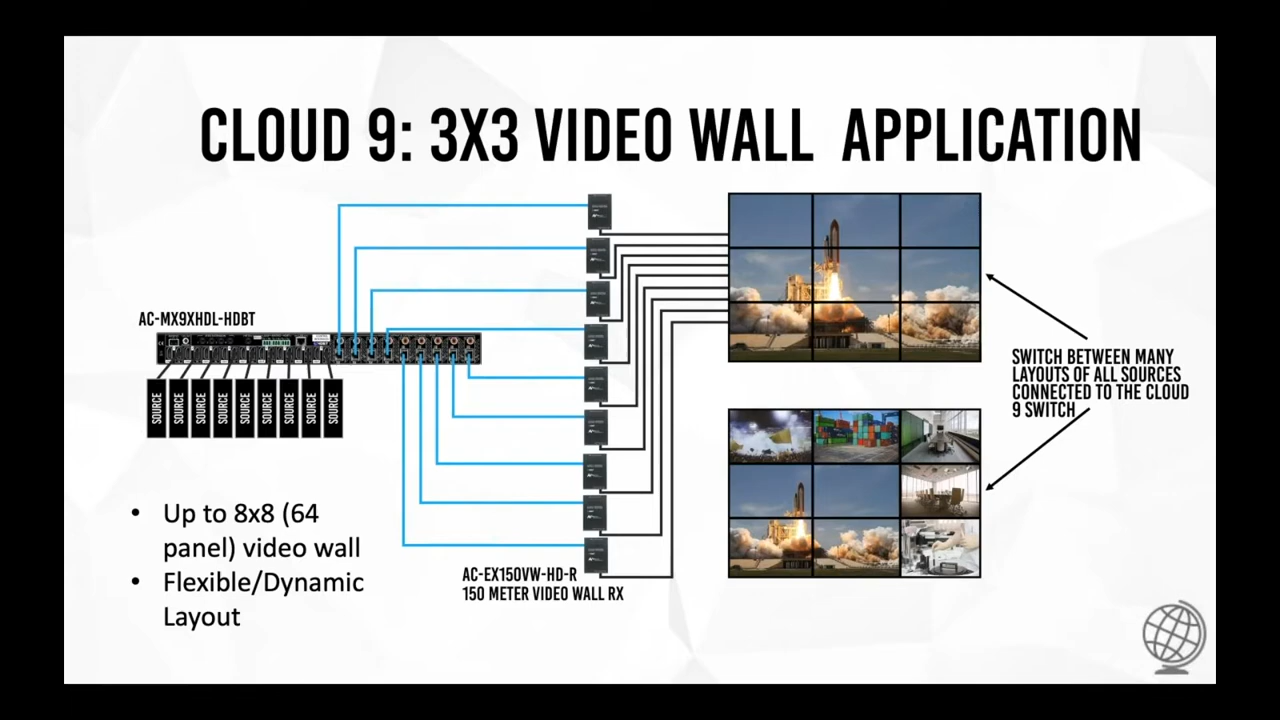 CLOUD 9: 3X3 VIDEO WALL APPLICATION
AC-MX9XHDL-HDBT
SOURCE
SOURCE
SOURCE
SOURCE
SOURCE
SOURCE
SOURCE
SOURCE
SOURCE
SWITCH BETWEEN MANY
LAYOUTS OF ALL SOURCES
CONNECTED TO THE CLOUD
9 SWITCH
• Up to 8x8 (64
panel) video wall
• Flexible/Dynamic
Layout
AC-EX150VW-HD-R
150 METER VIDEO WALL RX